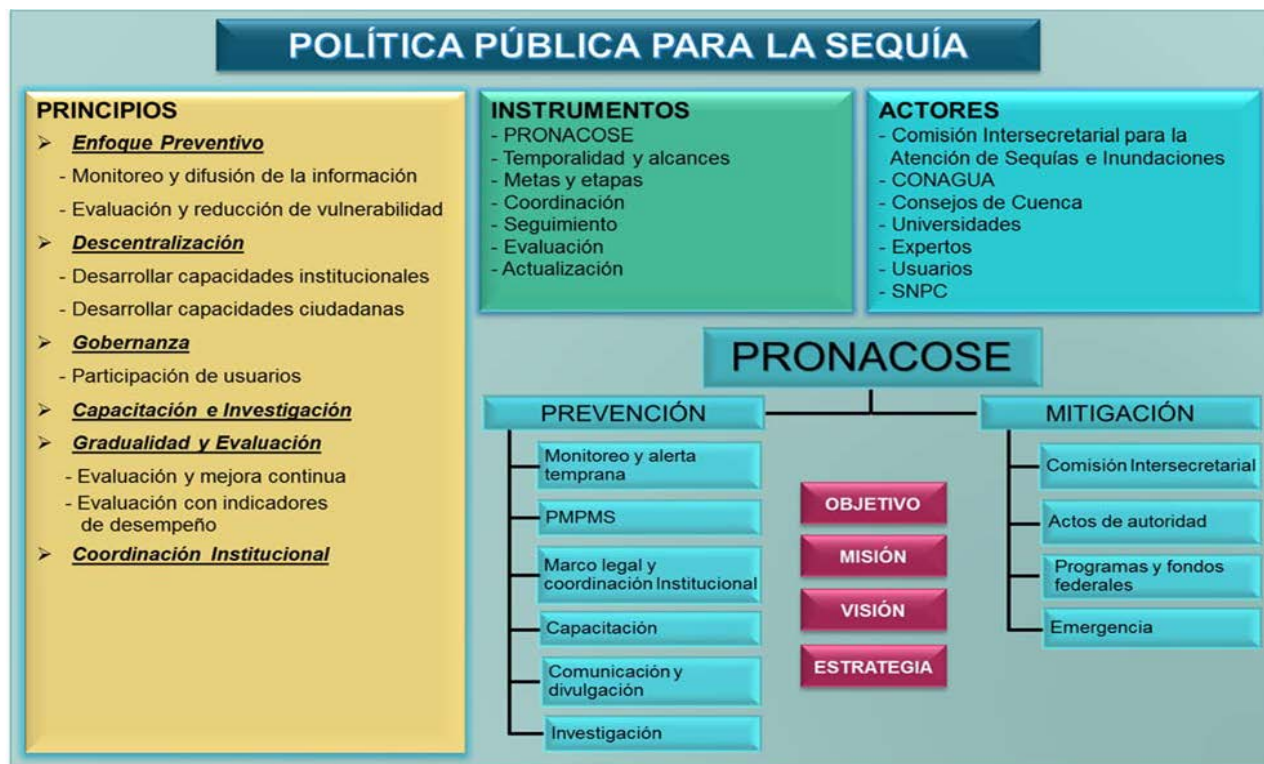 POLÍTICA PÚBLICA PARA LA SEQUÍA
PRINCIPIOS
➢ Enfoque Preventivo
- Monitoreo y difusión de la información
- Evaluación y reducción de vulnerabilidad
➢ Descentralización
- Desarrollar capacidades institucionales
- Desarrollar capacidades ciudadanas
➢ Gobernanza
- Participación de usuarios
➢ Capacitación e Investigación
➢ Gradualidad y Evaluación
- Evaluación y mejora continua
- Evaluación con indicadores
de desempeño
➢ Coordinación Institucional
INSTRUMENTOS
- PRONACOSE
- Temporalidad y alcances
- Metas y etapas
- Coordinación
- Seguimiento
- Evaluación
- Actualización
ACTORES
- Comisión Intersecretarial para la
Atención de Sequías e Inundaciones
- CONAGUA
- Consejos de Cuenca
- Universidades
- Expertos
- Usuarios
- SNPC
PRONACOSE
PREVENCIÓN
Monitoreo y alerta
temprana
PMPMS
Marco legal y
coordinación Institucional
Capacitación
Comunicación y
divulgación
Investigación
OBJETIVO
MISIÓN
VISIÓN
ESTRATEGIA
MITIGACIÓN
Comisión Intersecretarial
Actos de autoridad
Programas y fondos
federales
Emergencia